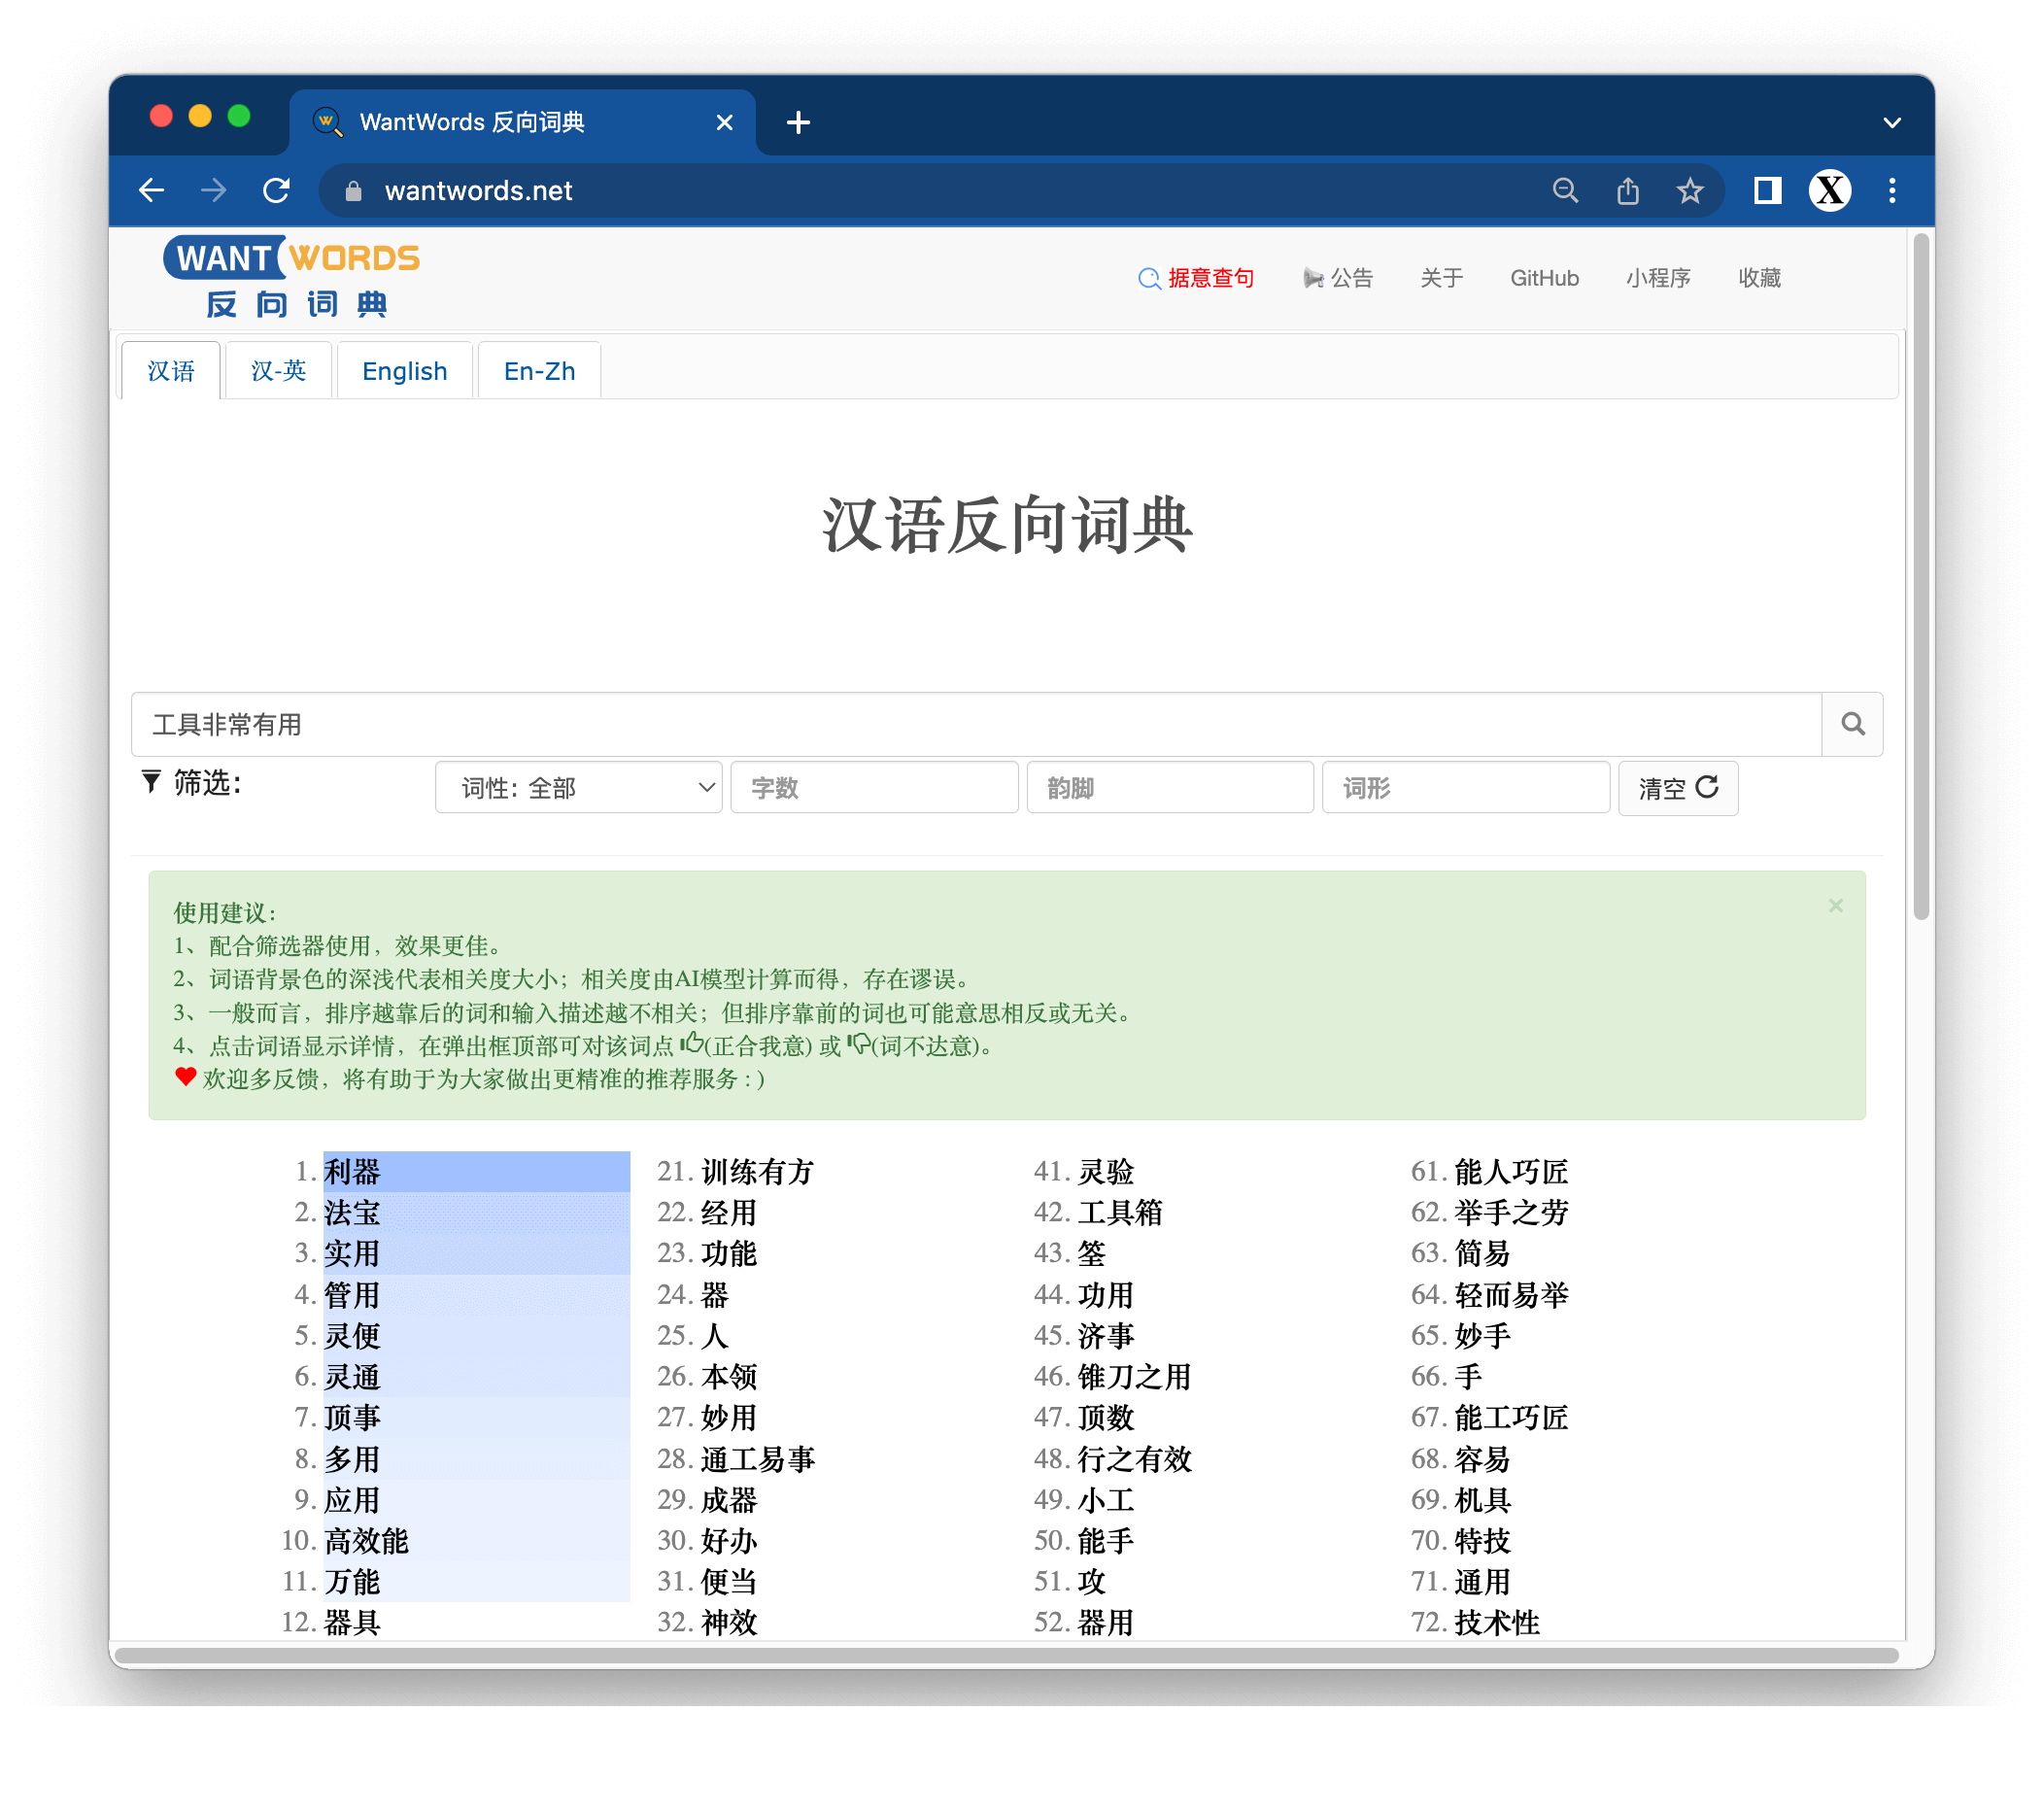 WantWords 反向词典
wantwords.net
X
WANT WORDS
反向词典
据意查句 公告 关于 GitHub 小程序 收藏
汉语 汉-英 English En-Zh
汉语反向词典
工具非常有用
筛选: 词性: 全部 字数 韵脚 词形 清空
使用建议：
1、配合筛选器使用，效果更佳。
2、词语背景色的深浅代表相关度大小；相关度由AI模型计算而得，存在谬误。
3、一般而言，排序越靠后的词和输入描述越不相关；但排序靠前的词也可能意思相反或无关。
4、点击词语显示详情，在弹出框顶部可对该词点(正合我意) 或 (词不达意)。
欢迎多反馈，将有助于为大家做出更精准的推荐服务 : )
1. 利器
2. 法宝
3. 实用
4. 管用
5. 灵便
6. 灵通
7. 顶事
8. 多用
9. 应用
10. 高效能
11. 万能
12. 器具
21. 训练有方
22. 经用
23. 功能
24. 器
25. 人
26. 本领
27. 妙用
28. 通工易事
29. 成器
30. 好办
31. 便当
32. 神效
41. 灵验
42. 工具箱
43. 筌
44. 功用
45. 济事
46. 锥刀之用
47. 顶数
48. 行之有效
49. 小工
50. 能手
51. 攻
52. 器用
61. 能人巧匠
62. 举手之劳
63. 简易
64. 轻而易举
65. 妙手
66. 手
67. 能工巧匠
68. 容易
69. 机具
70. 特技
71. 通用
72. 技术性